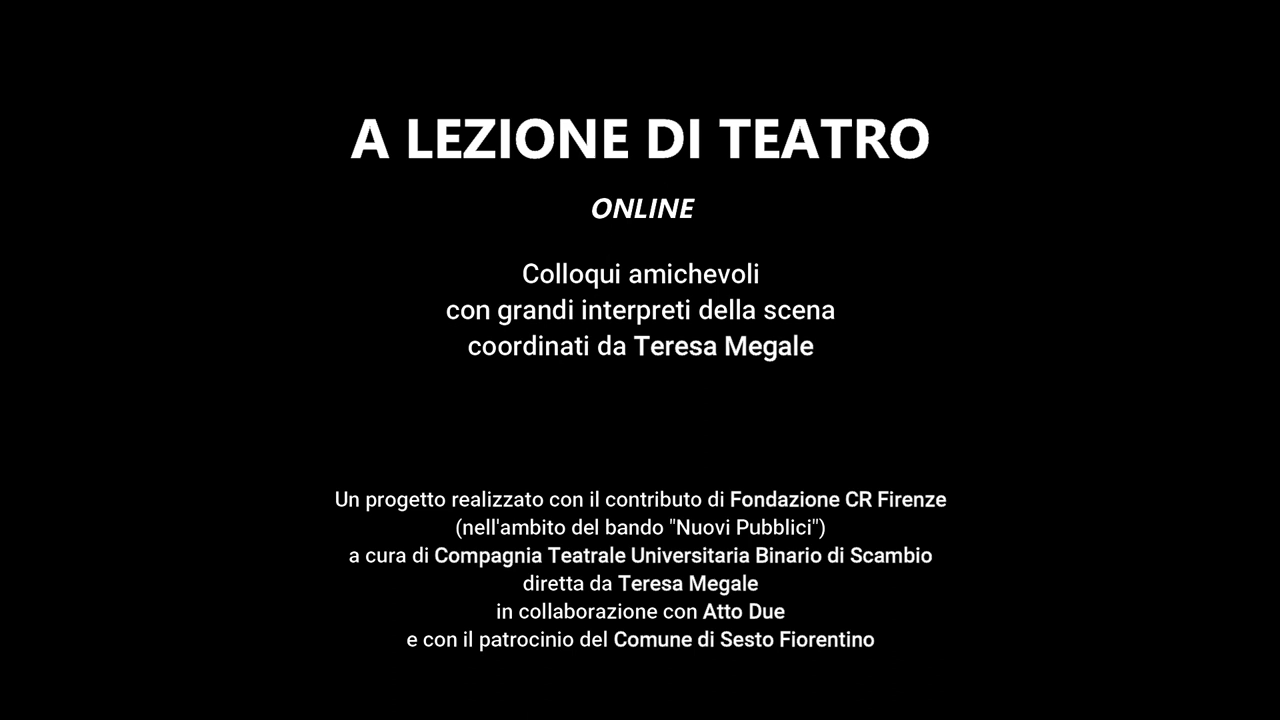 A LEZIONE DI TEATRO
ONLINE
Colloqui amichevoli
con grandi interpreti della scena
coordinati da Teresa Megale
Un progetto realizzato con il contributo di Fondazione CR Firenze
(nell'ambito del bando "Nuovi Pubblici")
a cura di Compagnia Teatrale Universitaria Binario di Scambio
diretta da Teresa Megale
in collaborazione con Atto Due
e con il patrocinio del Comune di Sesto Fiorentino